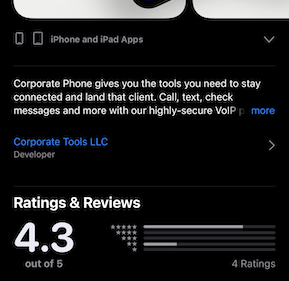 iPhone and iPad Apps
Corporate Phone gives you the tools you need to stay
connected and land that client. Call, text, check
messages and more with our highly-secure VoIP p more
Corporate Tools LLC
Developer
Ratings & Reviews
4.3
out of 5
4 Ratings